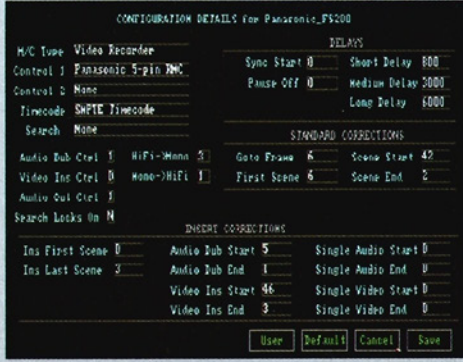 CONFIGURATION DETAILS for Panasonic_FS200
M/C Type Video Recorder
Control 1 Panasonic 5-pin RMC
Control 2 None
Timecode SMPTE Timecode
Search None
DELAYS
Sync Start 0 Short Delay 800
Pause Off 0 Medium Delay 3000
Long Delay 6000
STANDARD CORRECTIONS
Goto Frame 6 Scene Start 42
First Scene 6 Scene End 2
Audio Dub Ctrl 1 HiFi->Mono 3
Video Ins Ctrl 0 Mono->HiFi 1
Audio Out Ctrl 1
Search Locks On N
INSERT CORRECTIONS
Ins First Scene 0 Audio Dub Start 5 Single Audio Start 0
Ins Last Scene 3 Audio Dub End 1 Single Audio End 0
Video Ins Start 46 Single Video Start 0
Video Ins End 3 Single Video End 0
User Default Cancel Save